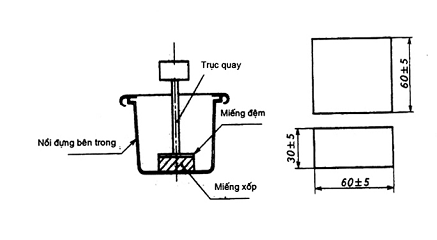 Trục quay
Miếng đệm
Nồi đựng bên trong
Miếng xốp
60±5
30±5
60±5